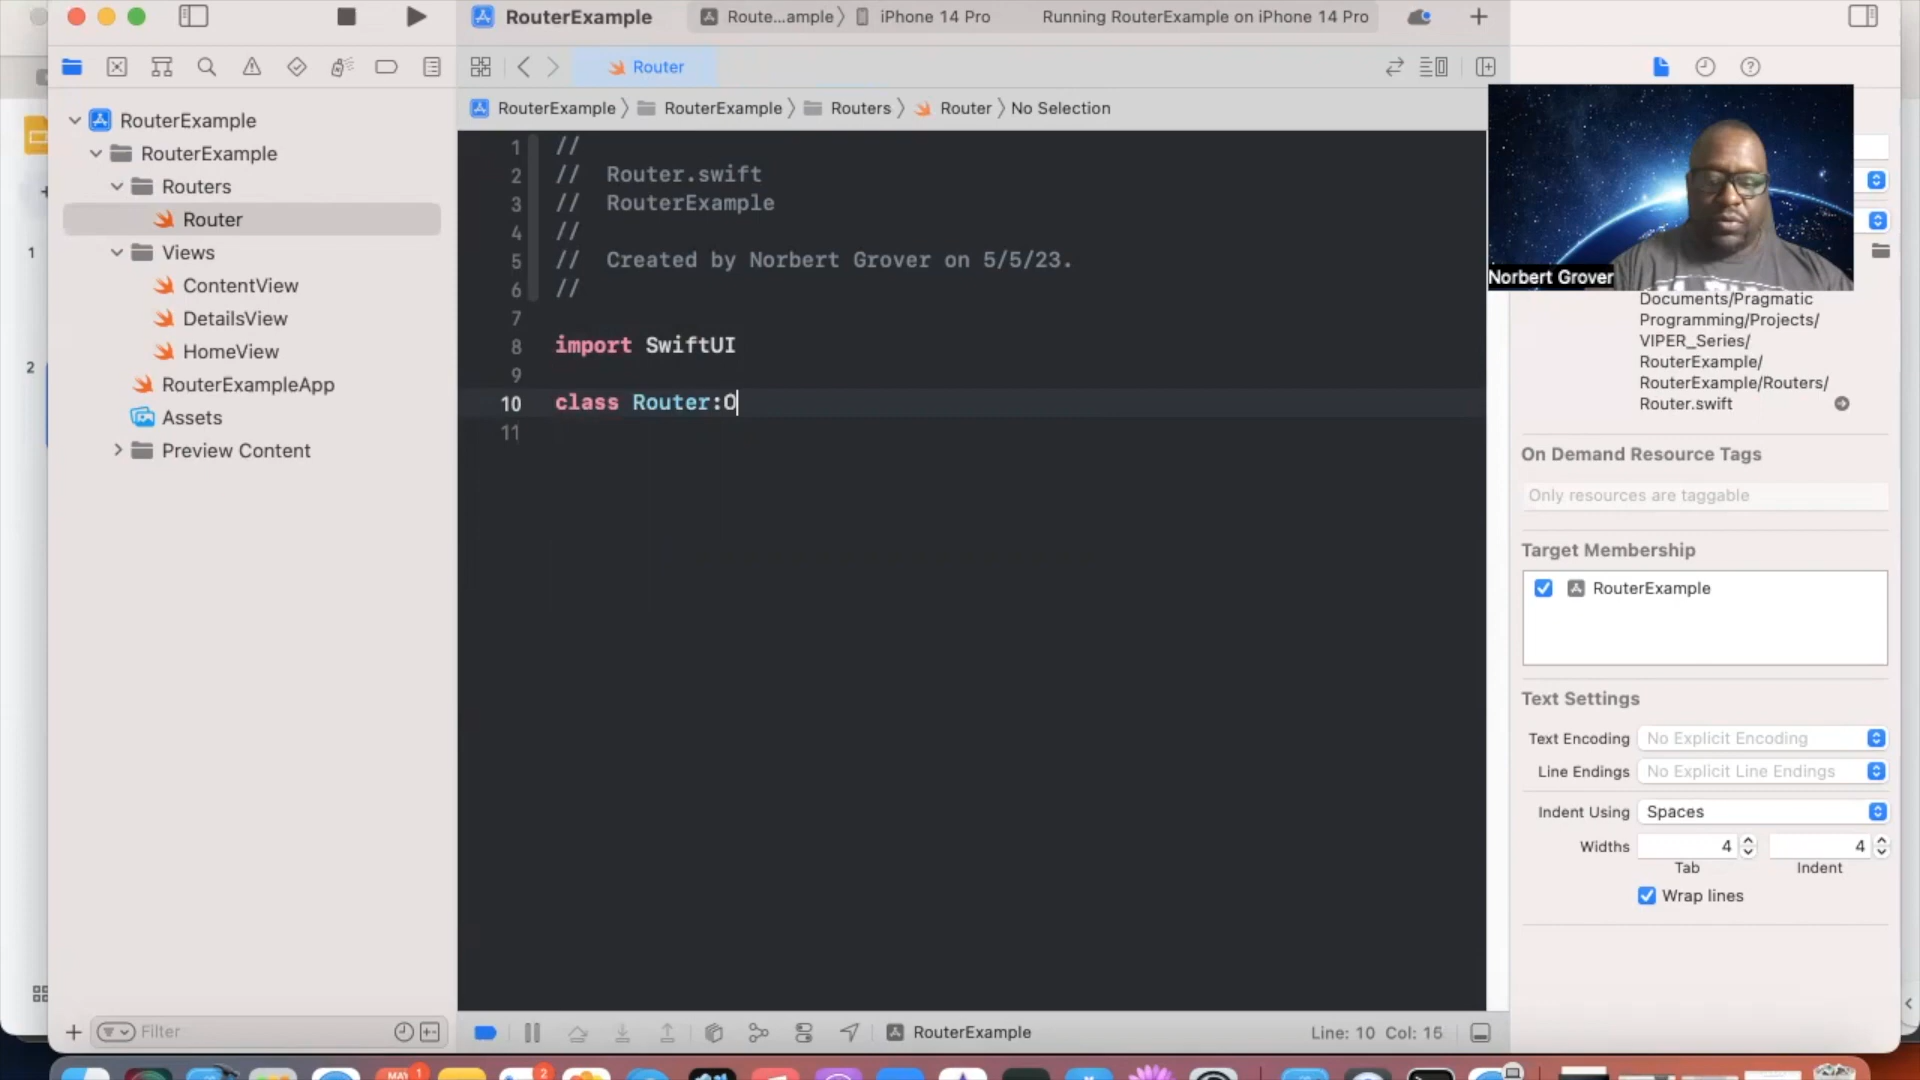 RouterExample
Route...ample
iPhone 14 Pro
Running RouterExample on iPhone 14 Pro
Router
RouterExample
RouterExample
Routers
Router
No Selection
RouterExample
RouterExample
Routers
Router
Views
ContentView
DetailsView
HomeView
RouterExampleApp
Assets
Preview Content
1
2
1 //
2 // Router.swift
3 // RouterExample
4 //
5 // Created by Norbert Grover on 5/5/23.
6 //
7
8 import SwiftUI
9
10 class Router:O
11
Norbert Grover
Documents/Pragmatic
Programming/Projects/
VIPER_Series/
RouterExample/
RouterExample/Routers/
Router.swift
On Demand Resource Tags
Only resources are taggable
Target Membership
RouterExample
Text Settings
Text Encoding No Explicit Encoding
Line Endings No Explicit Line Endings
Indent Using Spaces
Widths 4 4
Tab Indent
Wrap lines
Filter
RouterExample
Line: 10 Col: 15
MAY 1
2